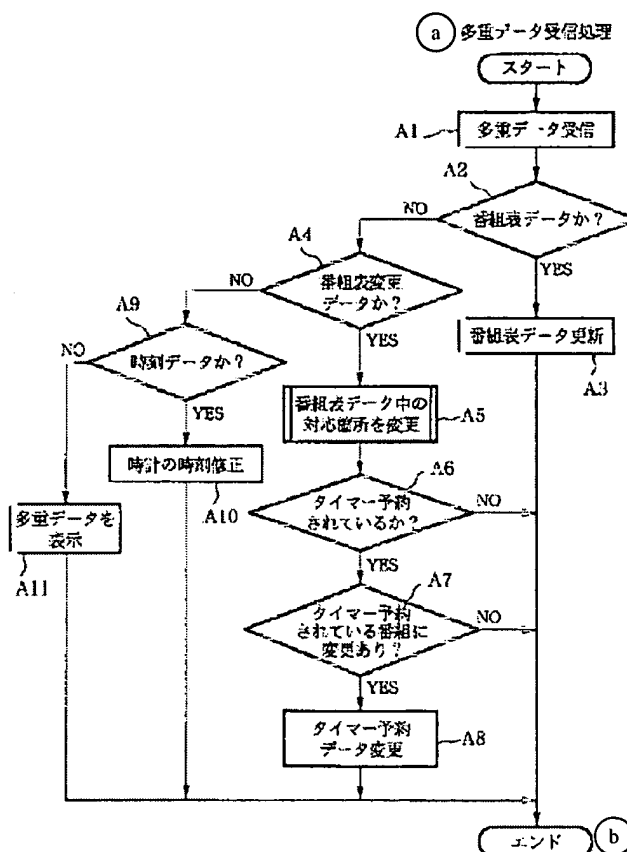 a 多重データ受信処理
スタート
A1
多重データ受信
A2
番組表データか?
NO
YES
A4
番組表変更
データか?
NO
YES
番組表データ更新
A3
A9
時刻データか?
NO
YES
番組表データ中の
対応箇所を変更
A5
時計の時刻修正
A10
A6
タイマー予約
されているか?
NO
YES
多重データを
表示
A11
A7
タイマー予約
されている番組に
変更あり?
NO
YES
タイマー予約
データ変更
A8
エンド
b